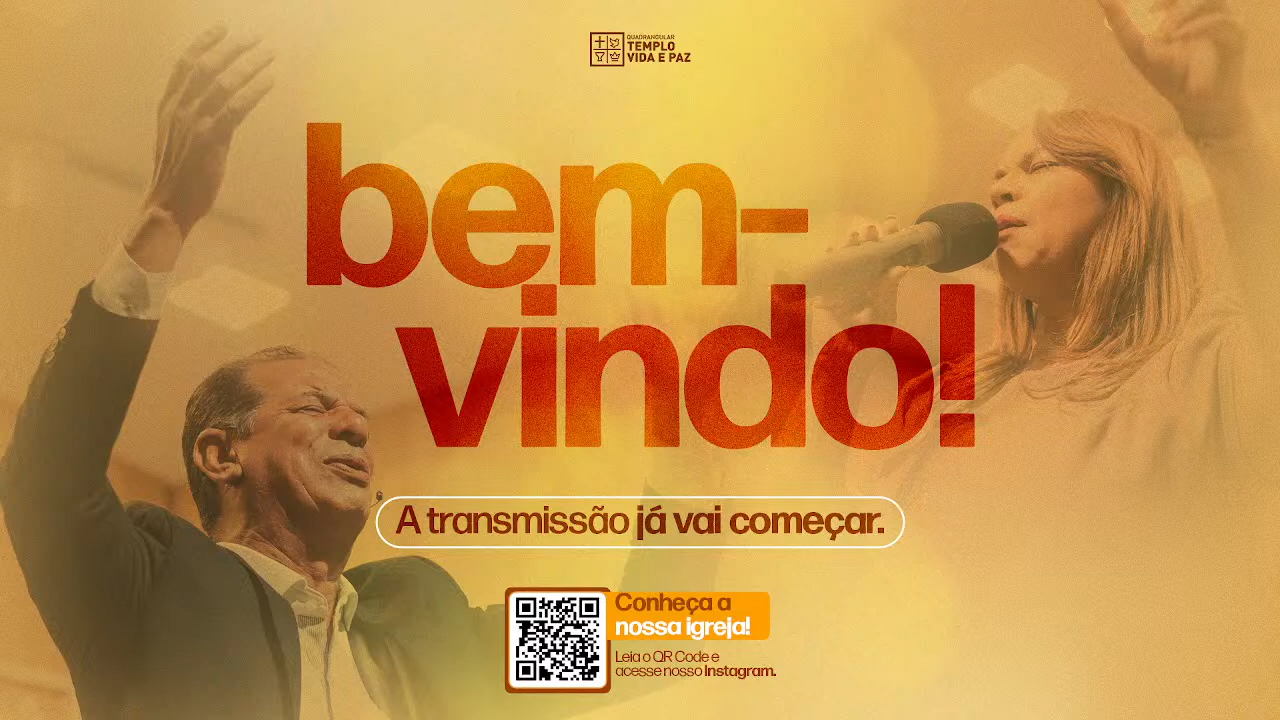 QUADRANGULAR
TEMPLO
VIDA E PAZ
bem-
vindo!
A transmissão já vai começar.
Conheça a
nossa igreja!
Leia o QR Code e
acesse nosso Instagram.